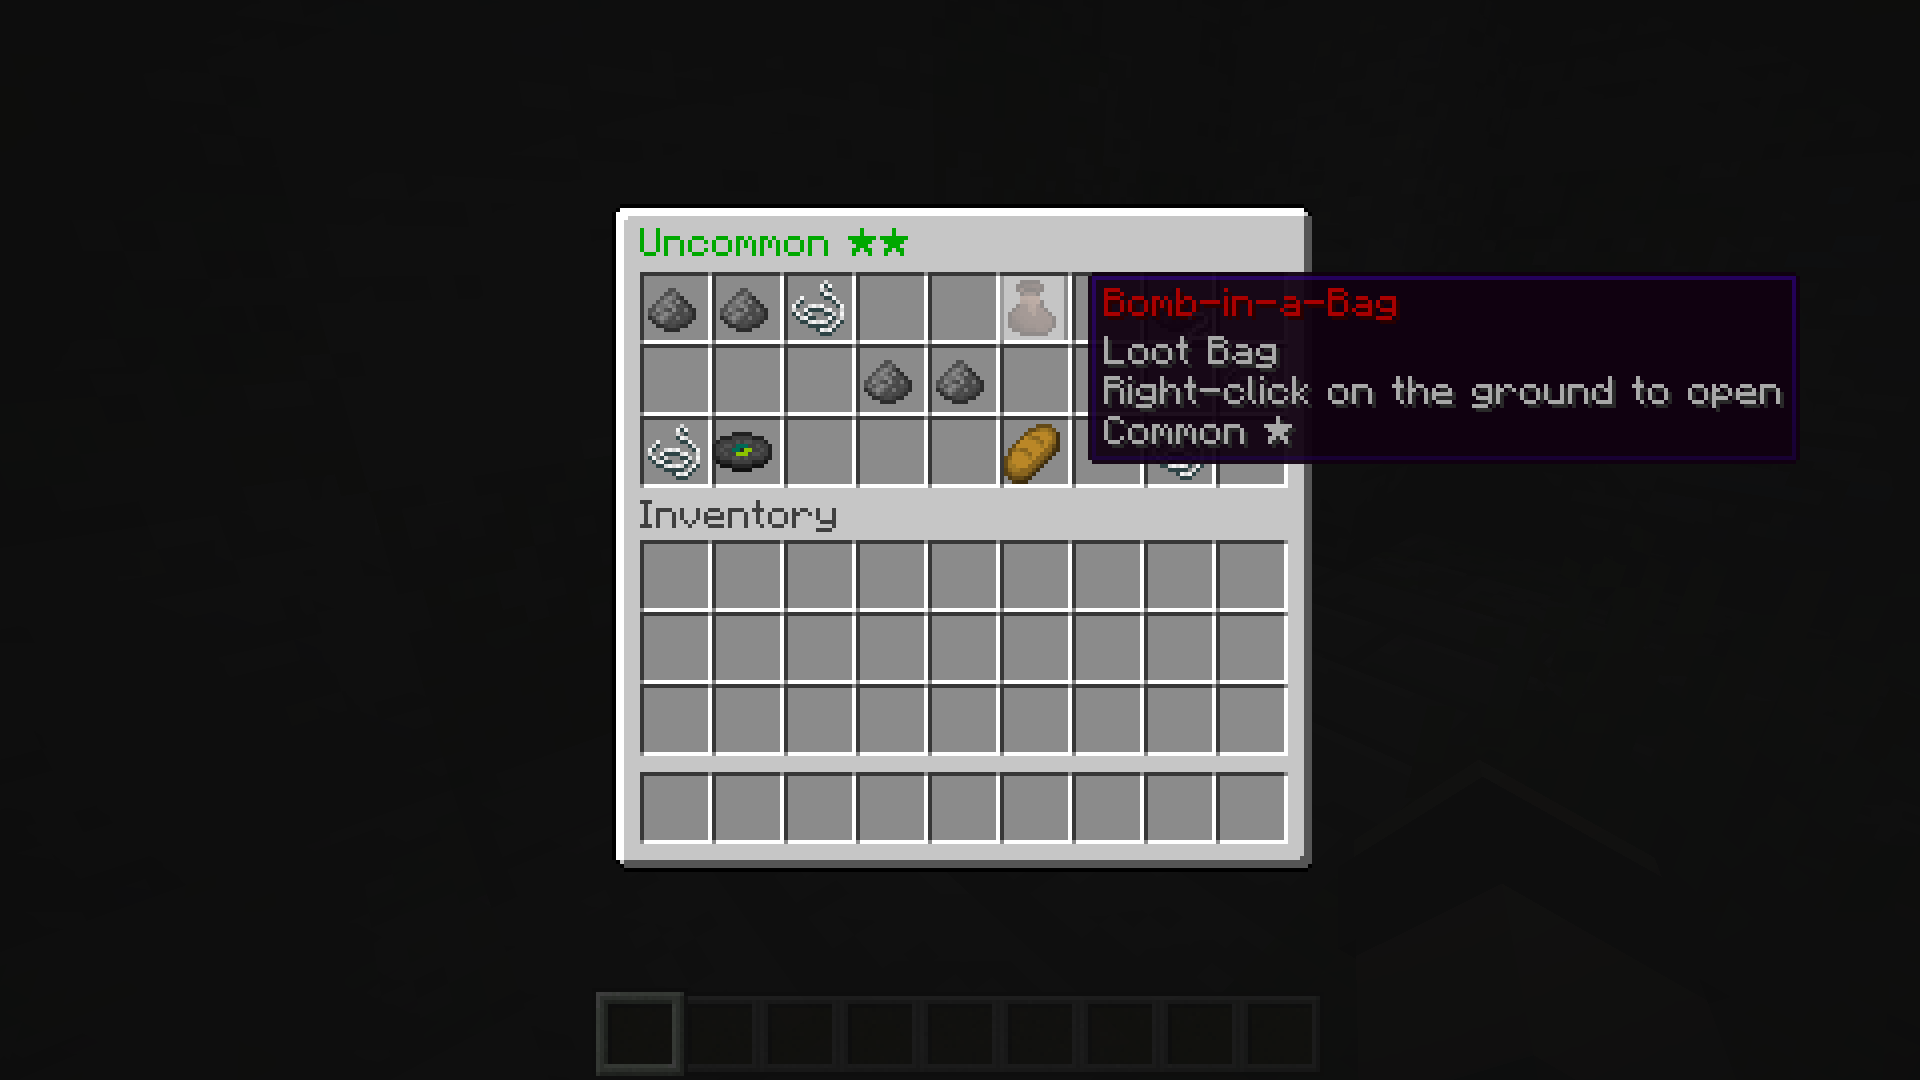 Uncommon ★★
Bomb-in-a-Bag
Loot Bag
Right-click on the ground to open
Common ★
Inventory